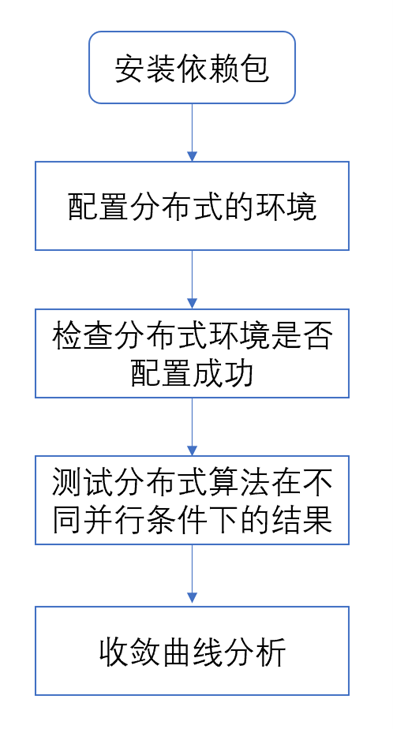 安装依赖包
配置分布式的环境
检查分布式环境是否
配置成功
测试分布式算法在不
同并行条件下的结果
收敛曲线分析